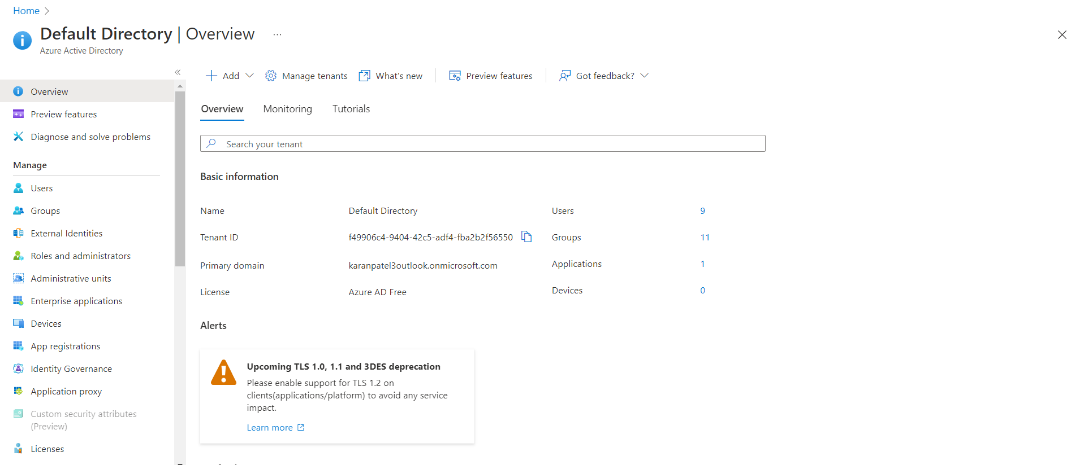 Home >
Default Directory | Overview ...
Azure Active Directory
«
Overview
Preview features
Diagnose and solve problems
Manage
Users
Groups
External Identities
Roles and administrators
Administrative units
Enterprise applications
Devices
App registrations
Identity Governance
Application proxy
Custom security attributes
(Preview)
Licenses
Add Manage tenants What's new Preview features Got feedback?
Overview Monitoring Tutorials
Search your tenant
Basic information
Name Default Directory Users 9
Tenant ID f49906c4-9404-42c5-adf4-fba2b2f56550 Groups 11
Primary domain karanpatel3outlook.onmicrosoft.com Applications 1
License Azure AD Free Devices 0
Alerts
Upcoming TLS 1.0, 1.1 and 3DES deprecation
Please enable support for TLS 1.2 on
clients(applications/platform) to avoid any service
impact.
Learn more